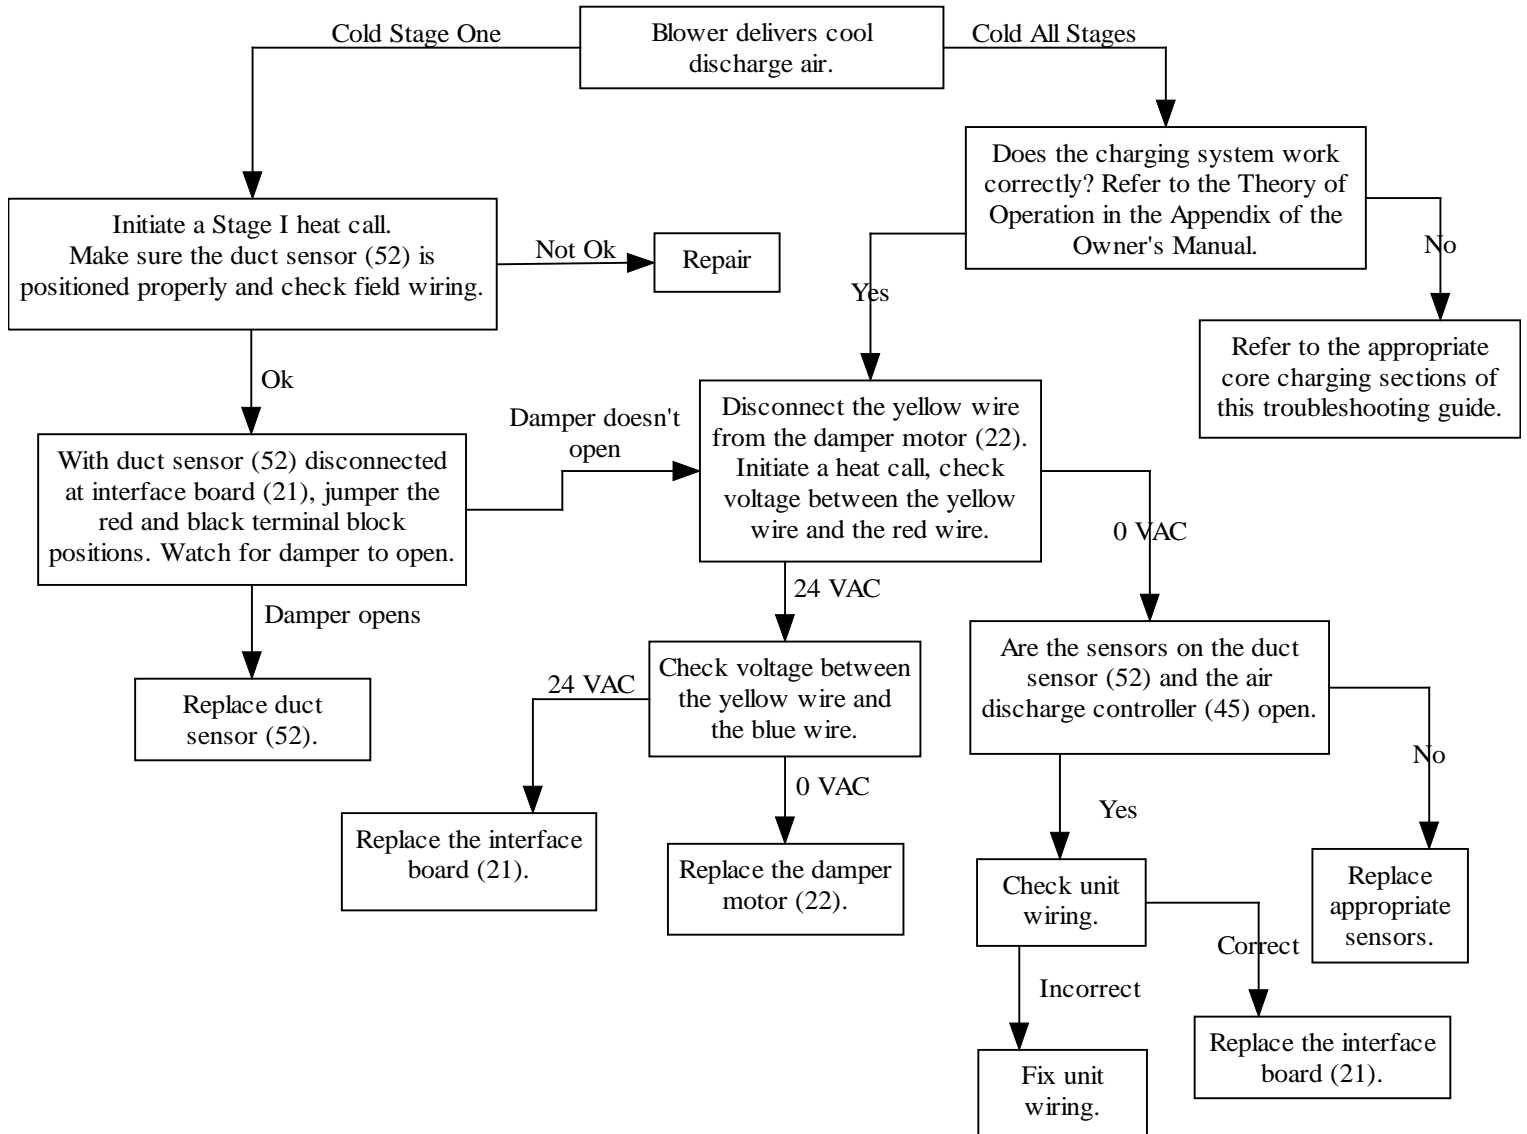 Cold Stage One
Blower delivers cool
discharge air.
Cold All Stages
Does the charging system work
correctly? Refer to the Theory of
Operation in the Appendix of the
Owner's Manual.
Initiate a Stage I heat call.
Make sure the duct sensor (52) is
positioned properly and check field wiring.
Not Ok
Repair
No
Yes
Refer to the appropriate
core charging sections of
this troubleshooting guide.
Ok
Damper doesn't
open
Disconnect the yellow wire
from the damper motor (22).
Initiate a heat call, check
voltage between the yellow
wire and the red wire.
With duct sensor (52) disconnected
at interface board (21), jumper the
red and black terminal block
positions. Watch for damper to open.
0 VAC
24 VAC
Damper opens
Check voltage between
the yellow wire and
the blue wire.
Are the sensors on the duct
sensor (52) and the air
discharge controller (45) open.
24 VAC
Replace duct
sensor (52).
No
0 VAC
Yes
Replace the interface
board (21).
Replace the damper
motor (22).
Check unit
wiring.
Replace
appropriate
sensors.
Correct
Incorrect
Replace the interface
board (21).
Fix unit
wiring.